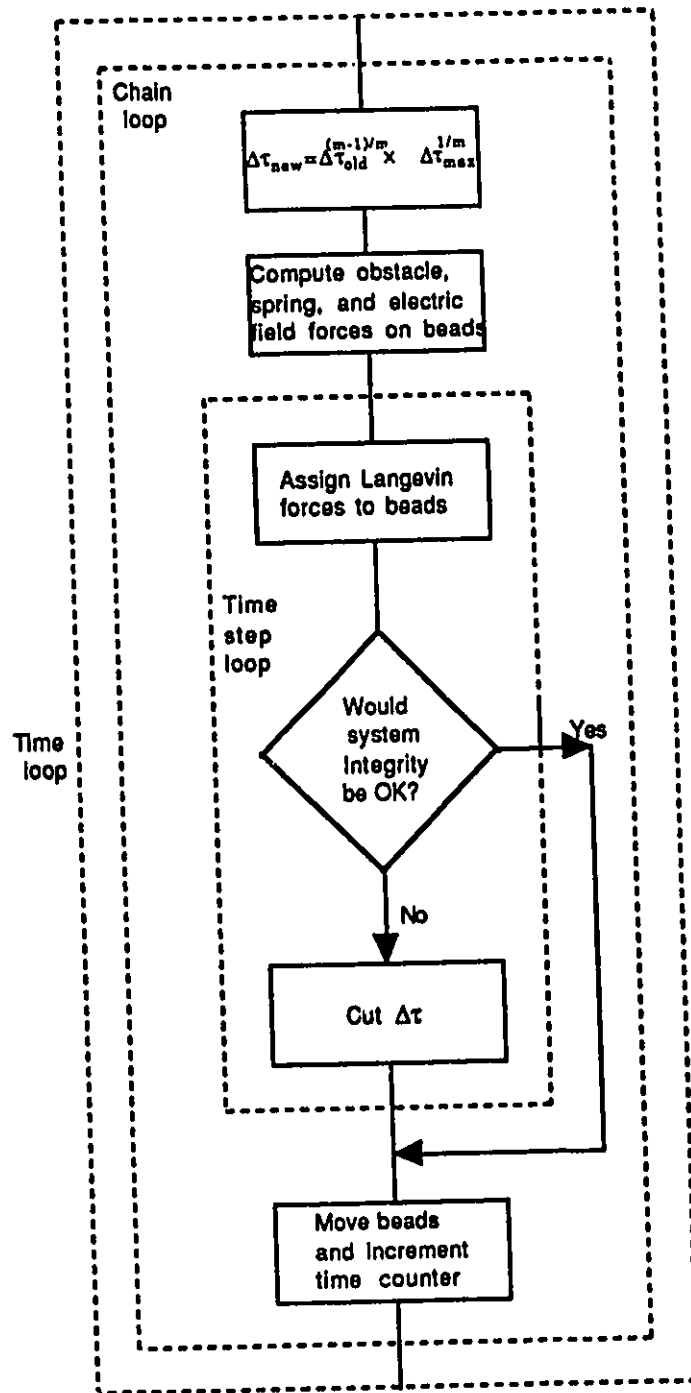 Chain
loop
Δτnew=Δτold^(m-1)/m × Δτmax^1/m
Compute obstacle,
spring, and electric
field forces on beads
Assign Langevin
forces to beads
Time
step
loop
Would
system
Integrity
be OK?
Yes
Time
loop
No
Cut Δτ
Move beads
and increment
time counter